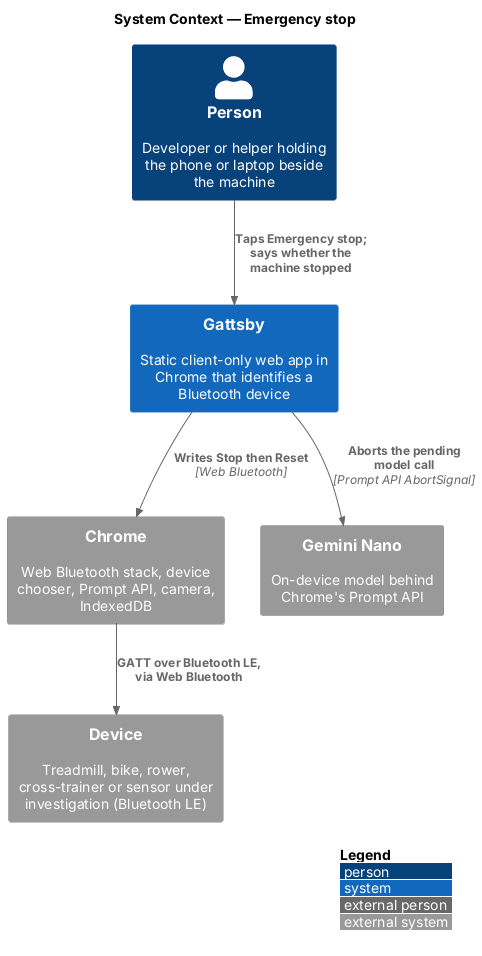 System Context — Emergency stop
Person
Developer or helper holding
the phone or laptop beside
the machine
Taps Emergency stop;
says whether the
machine stopped
Gattsby
Static client-only web app in
Chrome that identifies a
Bluetooth device
Writes Stop then Reset
[Web Bluetooth]
Aborts the pending
model call
[Prompt API AbortSignal]
Chrome
Web Bluetooth stack, device
chooser, Prompt API, camera,
IndexedDB
Gemini Nano
On-device model behind
Chrome's Prompt API
GATT over Bluetooth LE,
via Web Bluetooth
Device
Treadmill, bike, rower,
cross-trainer or sensor under
investigation (Bluetooth LE)
Legend
person
system
external person
external system